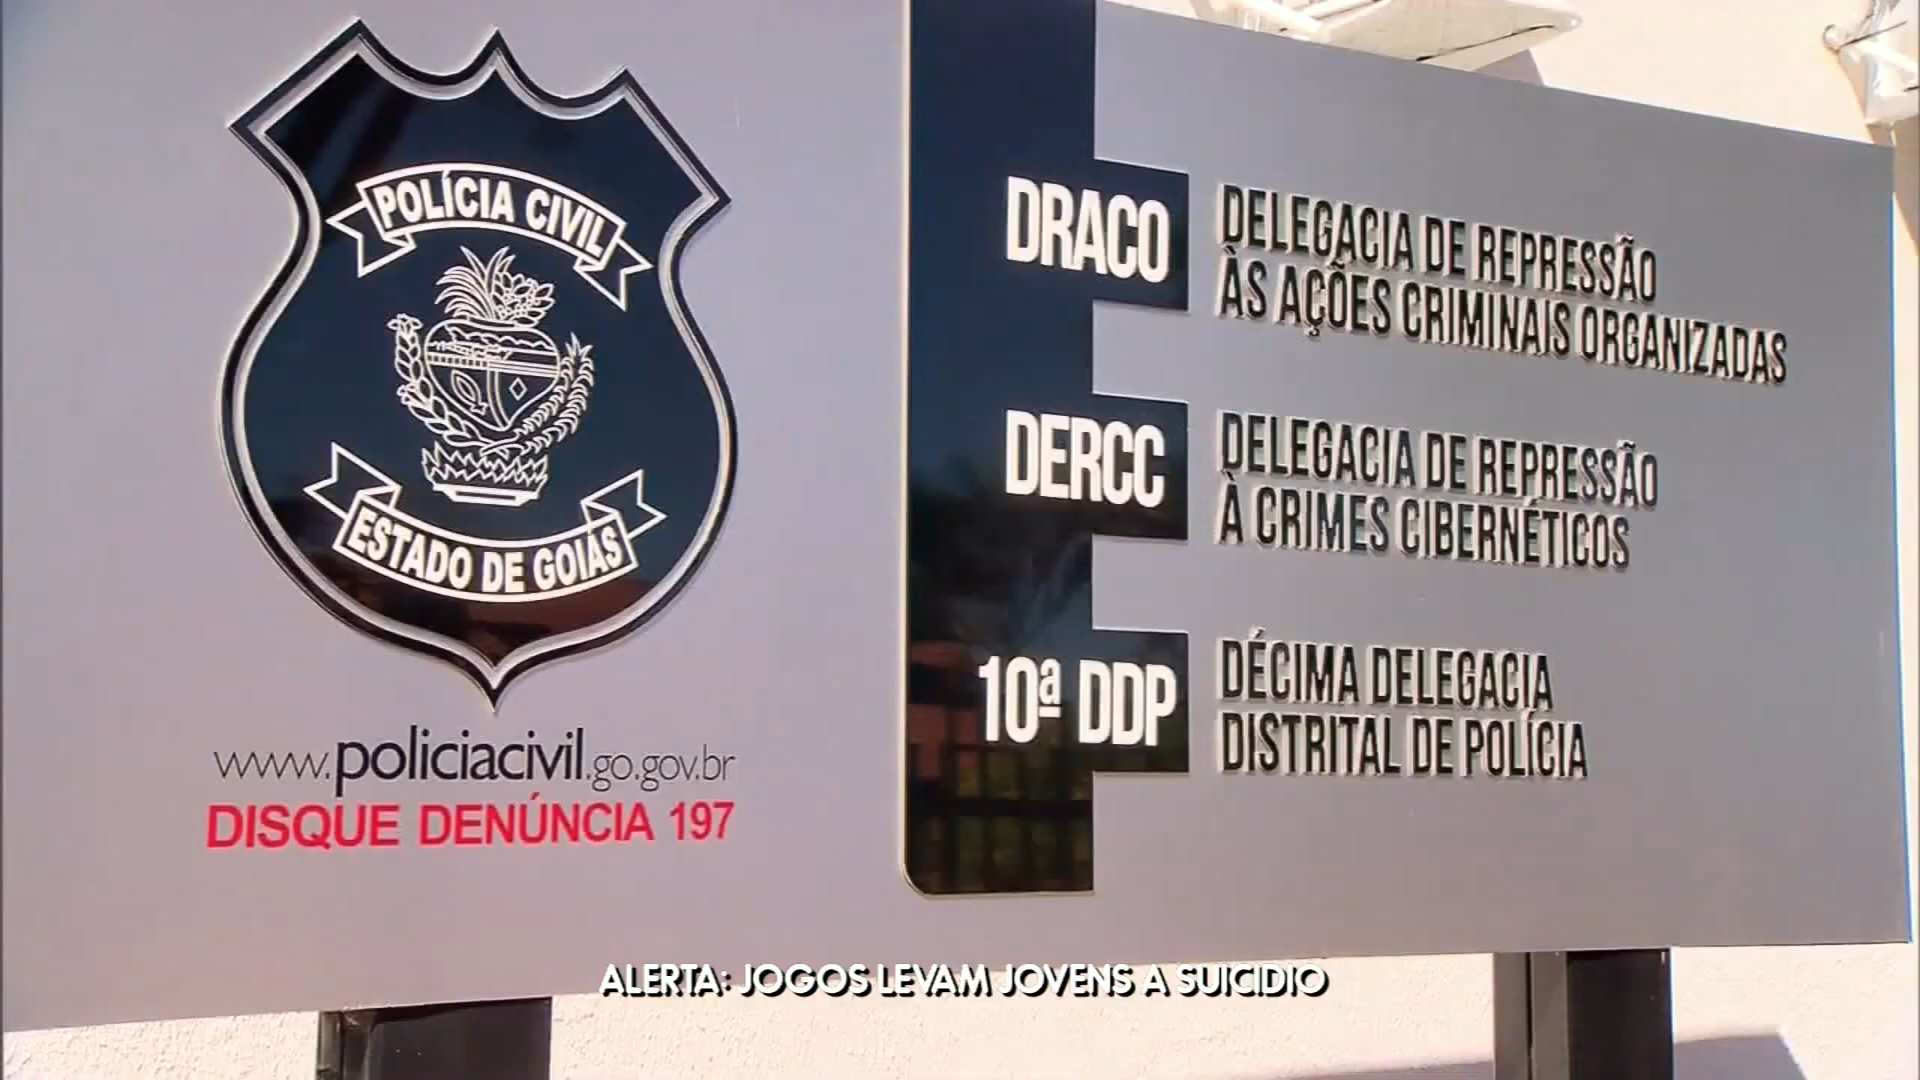 POLÍCIA CIVIL
ESTADO DE GOIÁS
www.policiacivil.go.gov.br
DISQUE DENÚNCIA 197
DRACO
DELEGACIA DE REPRESSÃO
ÀS AÇÕES CRIMINAIS ORGANIZADAS
DERCC
DELEGACIA DE REPRESSÃO
À CRIMES CIBERNÉTICOS
10ª DDP
DÉCIMA DELEGACIA
DISTRITAL DE POLÍCIA
ALERTA: JOGOS LEVAM JOVENS A SUICIDIO